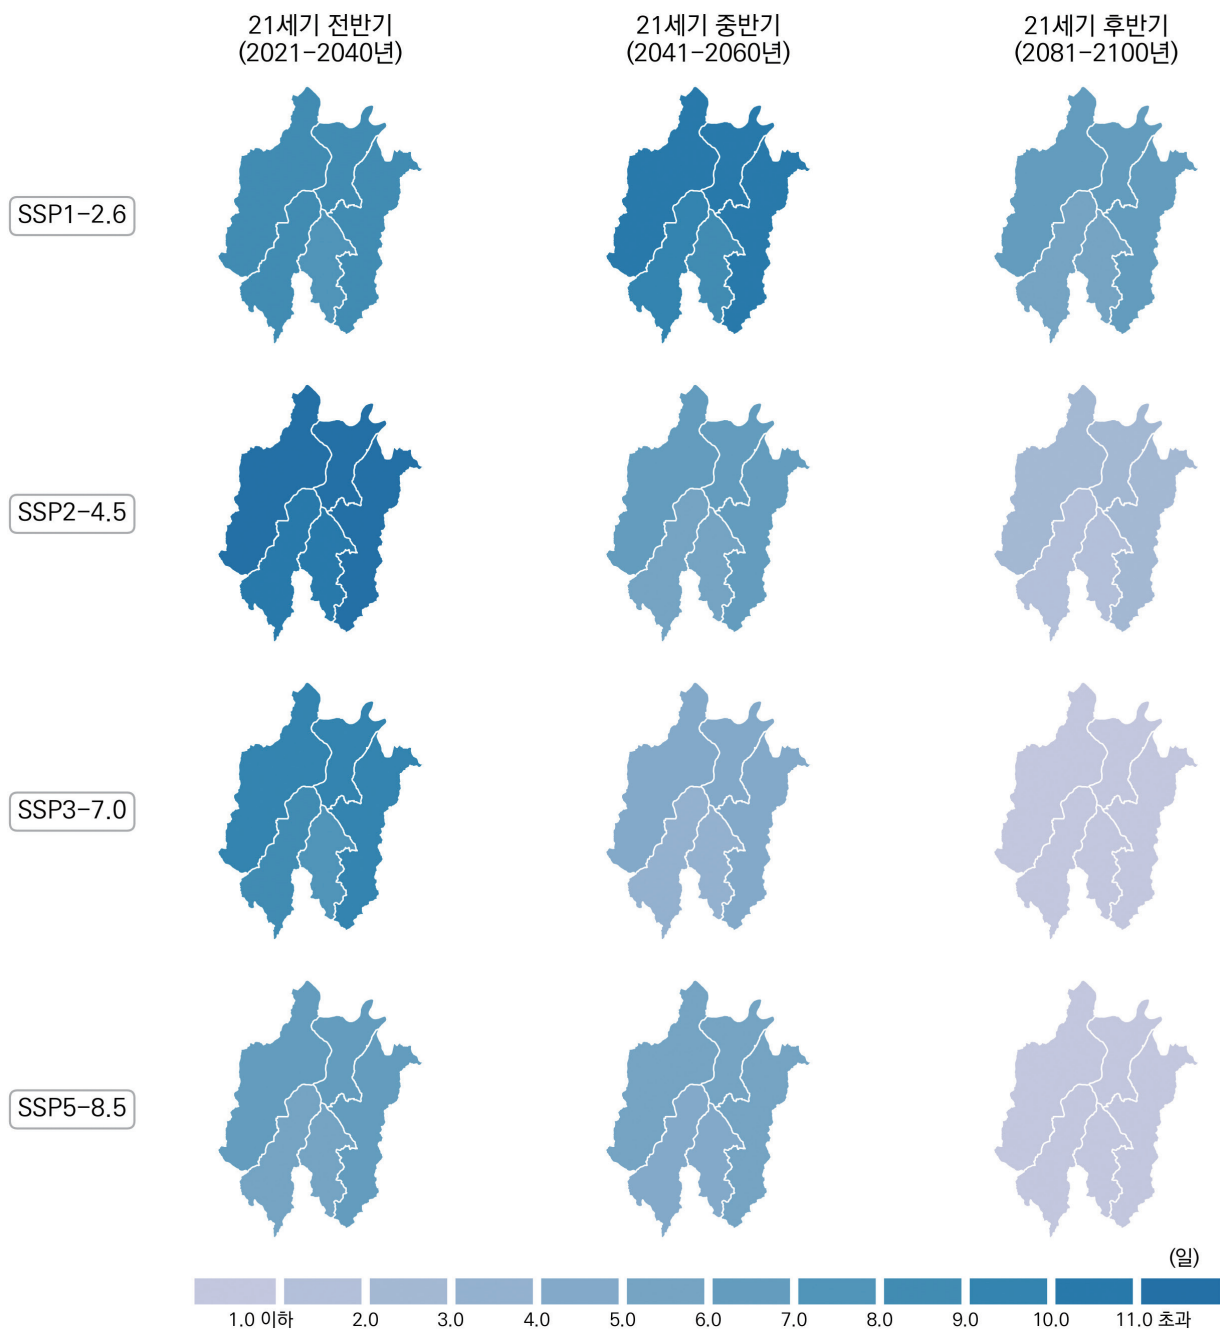 21세기 전반기
(2021-2040년)
21세기 중반기
(2041-2060년)
21세기 후반기
(2081-2100년)
SSP1-2.6
SSP2-4.5
SSP3-7.0
SSP5-8.5
(일)
1.0 이하 2.0 3.0 4.0 5.0 6.0 7.0 8.0 9.0 10.0 11.0 초과